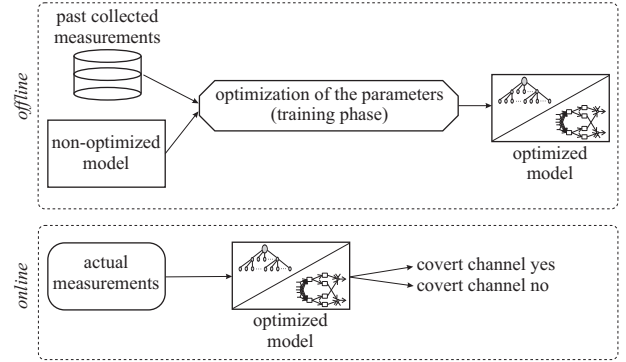 past collected
measurements
offline
optimization of the parameters
(training phase)
non-optimized
model
optimized
model
online
actual
measurements
covert channel yes
covert channel no
optimized
model